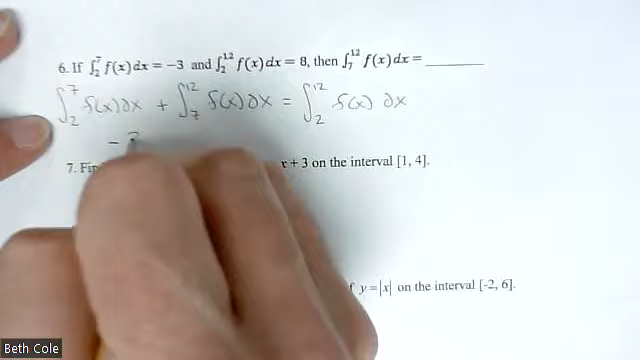 6. If ∫₂⁷ f(x) dx = −3 and ∫₂¹² f(x) dx = 8, then ∫₇¹² f(x) dx = ________
∫₂⁷ f(x) dx + ∫₇¹² f(x) dx = ∫₂¹² f(x) dx
−3
7. Fin x + 3 on the interval [1, 4].
f y = |x| on the interval [-2, 6].
Beth Cole